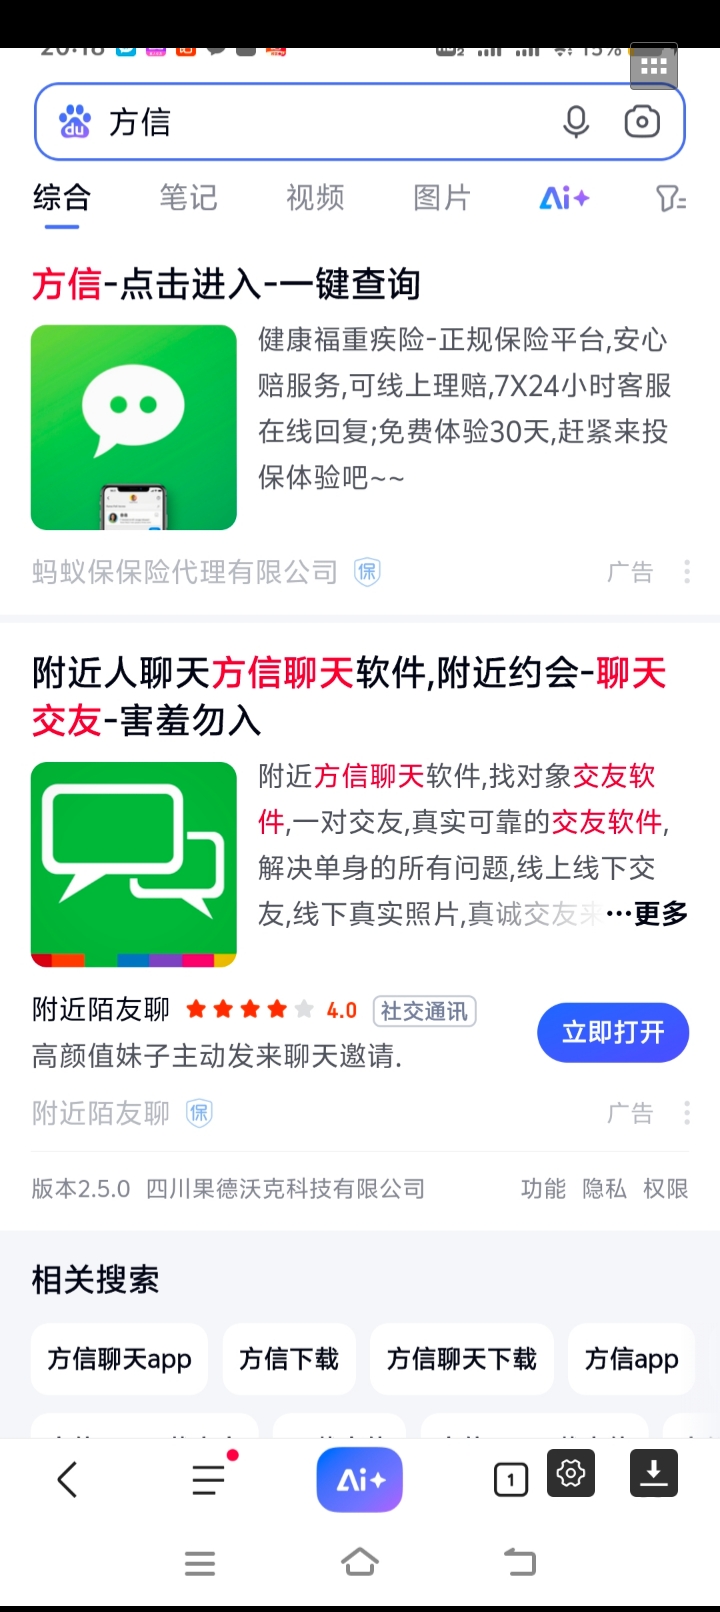 方信
综合 笔记 视频 图片 Ai+
方信-点击进入-一键查询
健康福重疾险-正规保险平台,安心
赔服务,可线上理赔,7X24小时客服
在线回复;免费体验30天,赶紧来投
保体验吧~~
蚂蚁保保险代理有限公司 保 广告
附近人聊天方信聊天软件,附近约会-聊天
交友-害羞勿入
附近方信聊天软件,找对象交友软
件,一对交友,真实可靠的交友软件,
解决单身的所有问题,线上线下交
友,线下真实照片,真诚交友来…更多
附近陌友聊 4.0 社交通讯
高颜值妹子主动发来聊天邀请.
立即打开
附近陌友聊 保 广告
版本2.5.0 四川果德沃克科技有限公司 功能 隐私 权限
相关搜索
方信聊天app 方信下载 方信聊天下载 方信app
Ai+ 1